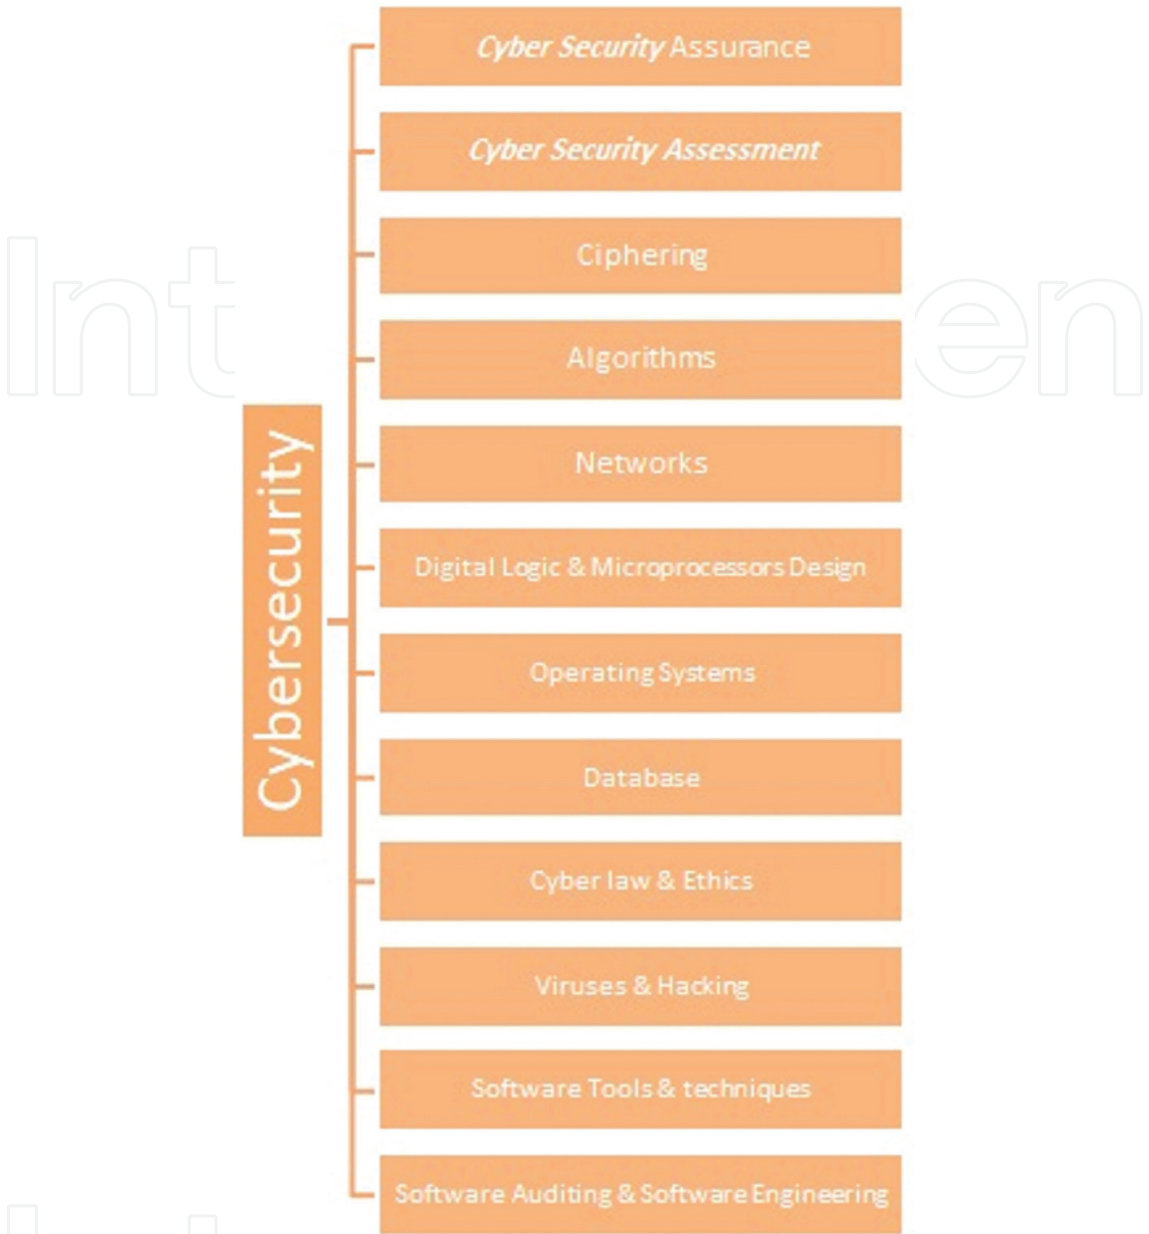 Cyber Security Assurance
Cyber Security Assessment
Ciphering
Algorithms
Networks
Digital Logic & Microprocessors Design
Operating Systems
Database
Cyber law & Ethics
Viruses & Hacking
Software Tools & techniques
Software Auditing & Software Engineering
Cybersecurity